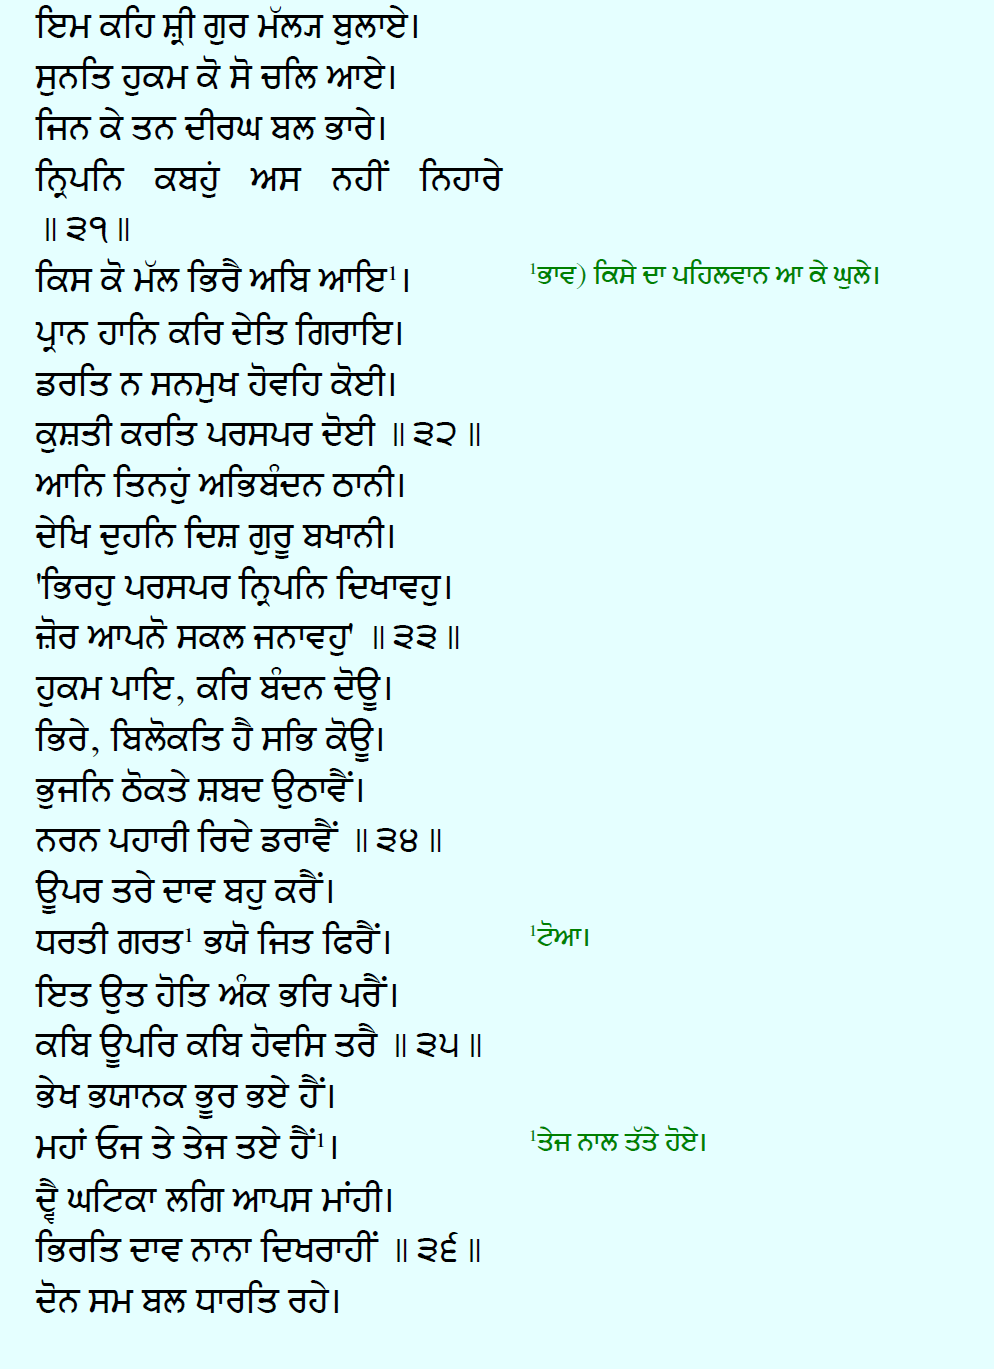 ਇਮ ਕਹਿ ਸ਼੍ਰੀ ਗੁਰ ਮੱਲ੍ਯ ਬੁਲਾਏ।
ਸੁਨਤਿ ਹੁਕਮ ਕੋ ਸੋ ਚਲਿ ਆਏ।
ਜਿਨ ਕੇ ਤਨ ਦੀਰਘ ਬਲ ਭਾਰੇ।
ਨ੍ਰਿਪਨਿ ਕਬਹੁਂ ਅਸ ਨਹੀਂ ਨਿਹਾਰੇ
॥੩੧॥
ਕਿਸ ਕੋ ਮੱਲ ਭਿਰੈ ਅਬਿ ਆਇ¹।
¹ਭਾਵ) ਕਿਸੇ ਦਾ ਪਹਿਲਵਾਨ ਆ ਕੇ ਘੁਲੇ।
ਪ੍ਰਾਨ ਹਾਨਿ ਕਰਿ ਦੇਤਿ ਗਿਰਾਇ।
ਡਰਤਿ ਨ ਸਨਮੁਖ ਹੋਵਹਿ ਕੋਈ।
ਕੁਸ਼ਤੀ ਕਰਤਿ ਪਰਸਪਰ ਦੋਈ ॥੩੨॥
ਆਨਿ ਤਿਨਹੁਂ ਅਭਿਬੰਦਨ ਠਾਨੀ।
ਦੇਖਿ ਦੁਹਨਿ ਦਿਸ਼ ਗੁਰੂ ਬਖਾਨੀ।
'ਭਿਰਹੁ ਪਰਸਪਰ ਨ੍ਰਿਪਨਿ ਦਿਖਾਵਹੁ।
ਜ਼ੋਰ ਆਪਨੋ ਸਕਲ ਜਨਾਵਹੁ' ॥੩੩॥
ਹੁਕਮ ਪਾਇ, ਕਰਿ ਬੰਦਨ ਦੋਊ।
ਭਿਰੇ, ਬਿਲੋਕਤਿ ਹੈ ਸਭਿ ਕੋਊ।
ਭੁਜਨਿ ਠੋਕਤੇ ਸ਼ਬਦ ਉਠਾਵੈਂ।
ਨਰਨ ਪਹਾਰੀ ਰਿਦੇ ਡਰਾਵੈਂ ॥੩੪॥
ਊਪਰ ਤਰੇ ਦਾਵ ਬਹੁ ਕਰੈਂ।
ਧਰਤੀ ਗਰਤ¹ ਭਯੋ ਜਿਤ ਫਿਰੈਂ।
¹ਟੋਆ।
ਇਤ ਉਤ ਹੋਤਿ ਅੰਕ ਭਰਿ ਪਰੈਂ।
ਕਬਿ ਊਪਰਿ ਕਬਿ ਹੋਵਸਿ ਤਰੈ ॥੩੫॥
ਭੇਖ ਭਯਾਨਕ ਭੂਰ ਭਏ ਹੈਂ।
ਮਹਾਂ ਓਜ ਤੇ ਤੇਜ ਤਏ ਹੈਂ¹।
¹ਤੇਜ ਨਾਲ ਤੱਤੇ ਹੋਏ।
ਦ੍ਵੈ ਘਟਿਕਾ ਲਗਿ ਆਪਸ ਮਾਂਹੀ।
ਭਿਰਤਿ ਦਾਵ ਨਾਨਾ ਦਿਖਰਾਹੀਂ ॥੩੬॥
ਦੋਨ ਸਮ ਬਲ ਧਾਰਤਿ ਰਹੇ।